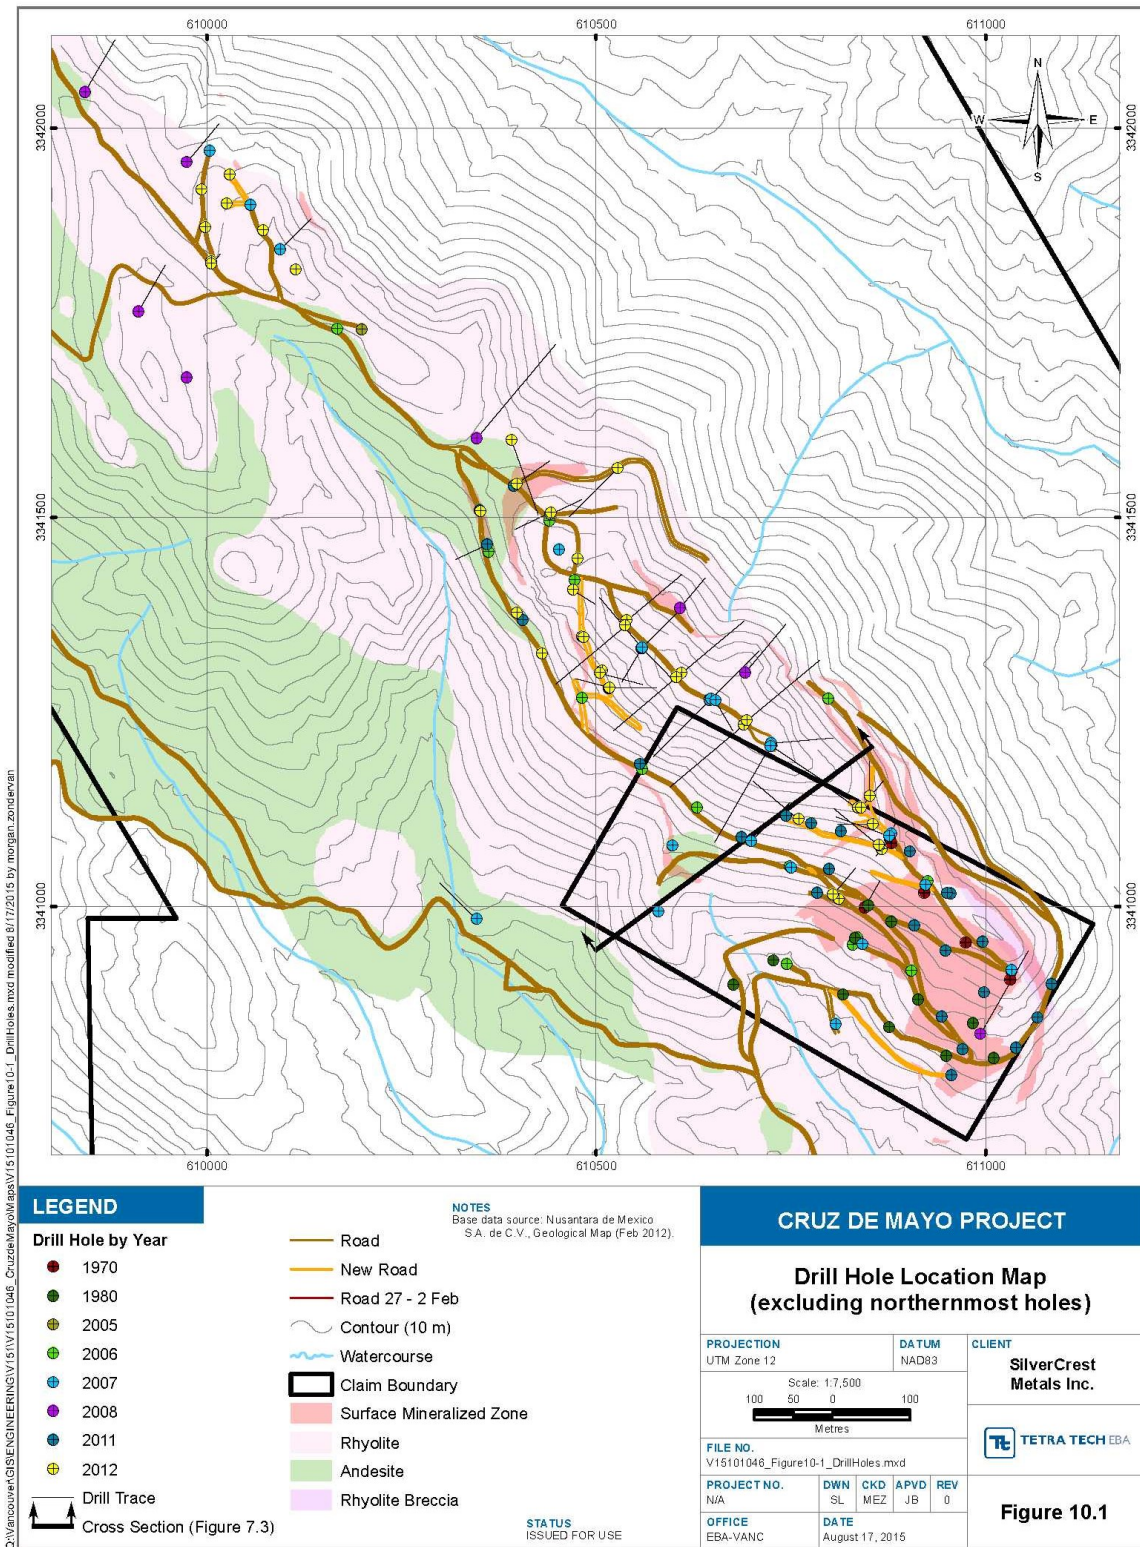 610000
610500
611000
N
W
E
S
3342000
3342000
3341500
3341500
3341000
3341000
610000
610500
611000
Q:\Vancouver\GIS\ENGINEERING\V151\V15101046_CruzdeMayo\Maps\V15101046_Figure10-1_DrillHoles.mxd modified 8/17/2015 by morgan.zondervan
LEGEND
Drill Hole by Year
1970
1980
2005
2006
2007
2008
2011
2012
Drill Trace
Cross Section (Figure 7.3)
Road
New Road
Road 27 - 2 Feb
Contour (10 m)
Watercourse
Claim Boundary
Surface Mineralized Zone
Rhyolite
Andesite
Rhyolite Breccia
NOTES
Base data source: Nusantara de Mexico
S.A. de C.V., Geological Map (Feb 2012).
STATUS
ISSUED FOR USE
CRUZ DE MAYO PROJECT
Drill Hole Location Map
(excluding northernmost holes)
PROJECTION
UTM Zone 12
DATUM
NAD83
CLIENT
SilverCrest
Metals Inc.
Scale: 1:7,500
100 50 0 100
Metres
TETRA TECH EBA
FILE NO.
V15101046_Figure10-1_DrillHoles.mxd
PROJECT NO.
N/A
DWN
SL
CKD
MEZ
APVD
JB
REV
0
OFFICE
EBA-VANC
DATE
August 17, 2015
Figure 10.1